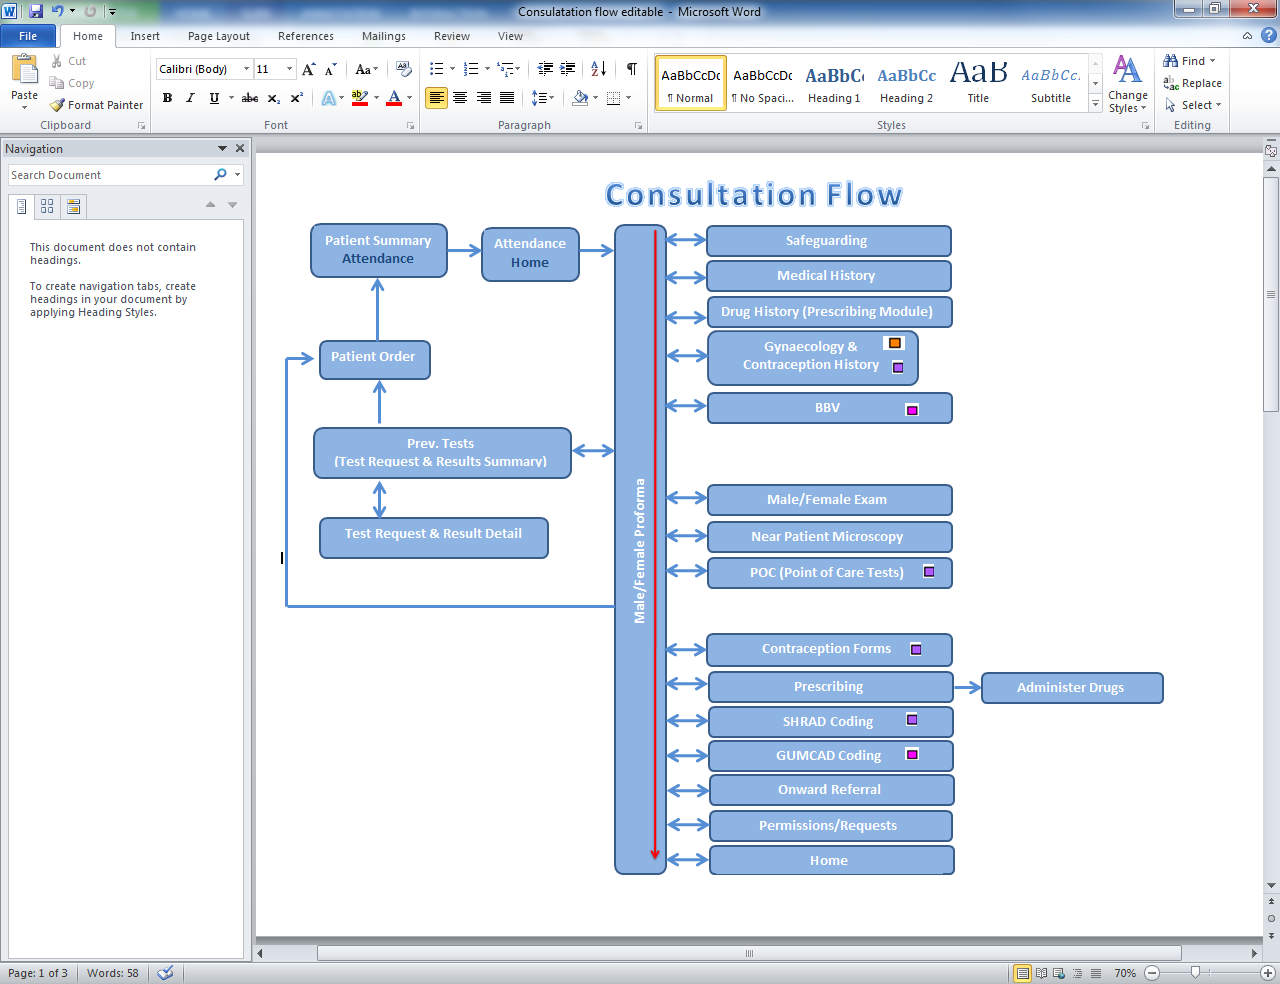 Consulatation flow editable - Microsoft Word
File
Home
Insert
Page Layout
References
Mailings
Review
View
Paste
Cut
Copy
Format Painter
Clipboard
Calibri (Body)
11
Font
Paragraph
AaBbCcDc
¶ Normal
AaBbCcDc
¶ No Spaci...
AaBbCc
Heading 1
AaBbCc
Heading 2
AaB
Title
AaBbCc.
Subtitle
Change
Styles
Styles
Find
Replace
Select
Editing
Navigation
Search Document
This document does not contain
headings.
To create navigation tabs, create
headings in your document by
applying Heading Styles.
Consultation Flow
Patient Summary
Attendance
Attendance
Home
Patient Order
Prev. Tests
(Test Request & Results Summary)
Test Request & Result Detail
Male/Female Proforma
Safeguarding
Medical History
Drug History (Prescribing Module)
Gynaecology &
Contraception History
BBV
Male/Female Exam
Near Patient Microscopy
POC (Point of Care Tests)
Contraception Forms
Prescribing
Administer Drugs
SHRAD Coding
GUMCAD Coding
Onward Referral
Permissions/Requests
Home
Page: 1 of 3
Words: 58
70%